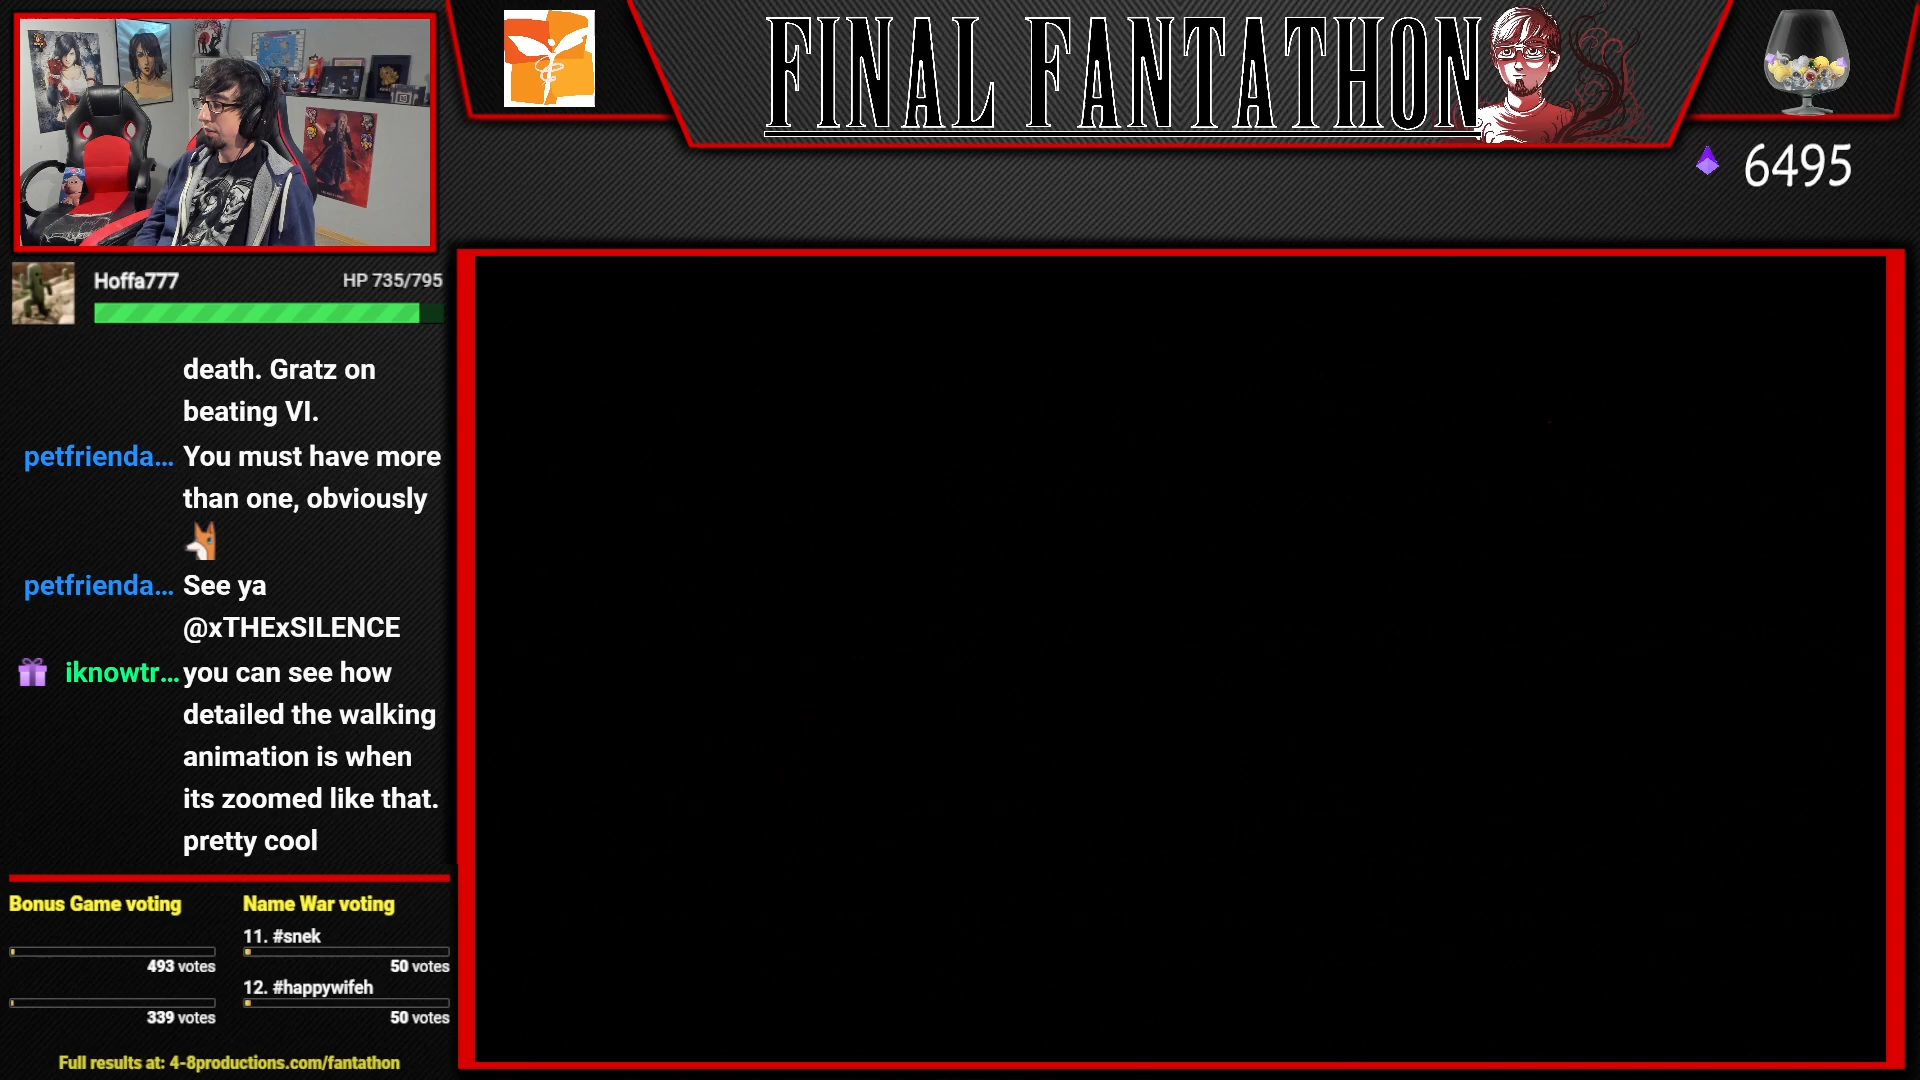 FINAL FANTATHON
6495
Hoffa777 HP 735/795
death. Gratz on
beating VI.
petfrienda... You must have more
than one, obviously
petfrienda... See ya
@xTHExSILENCE
iknowtr... you can see how
detailed the walking
animation is when
its zoomed like that.
pretty cool
Bonus Game voting
493 votes
339 votes
Name War voting
11. #snek
50 votes
12. #happywifeh
50 votes
Full results at: 4-8productions.com/fantathon